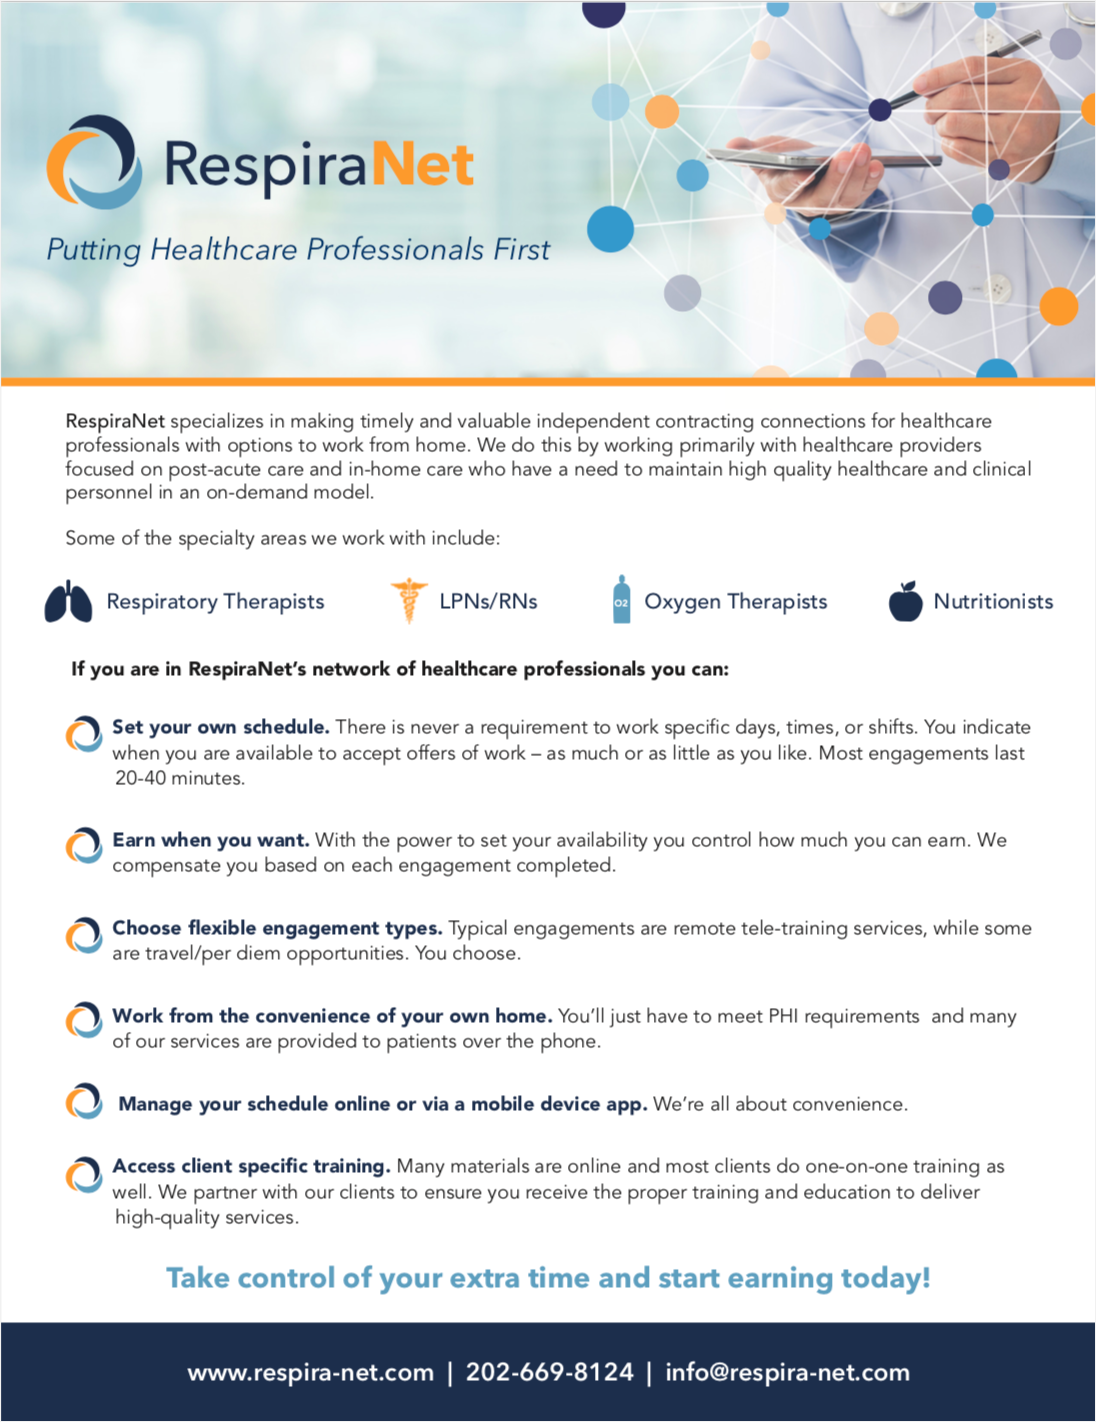 RespiraNet
Putting Healthcare Professionals First
RespiraNet specializes in making timely and valuable independent contracting connections for healthcare
professionals with options to work from home. We do this by working primarily with healthcare providers
focused on post-acute care and in-home care who have a need to maintain high quality healthcare and clinical
personnel in an on-demand model.
Some of the specialty areas we work with include:
Respiratory Therapists
LPNs/RNs
O2
Oxygen Therapists
Nutritionists
If you are in RespiraNet's network of healthcare professionals you can:
Set your own schedule. There is never a requirement to work specific days, times, or shifts. You indicate
when you are available to accept offers of work – as much or as little as you like. Most engagements last
20-40 minutes.
Earn when you want. With the power to set your availability you control how much you can earn. We
compensate you based on each engagement completed.
Choose flexible engagement types. Typical engagements are remote tele-training services, while some
are travel/per diem opportunities. You choose.
Work from the convenience of your own home. You'll just have to meet PHI requirements  and many
of our services are provided to patients over the phone.
Manage your schedule online or via a mobile device app. We're all about convenience.
Access client specific training. Many materials are online and most clients do one-on-one training as
well. We partner with our clients to ensure you receive the proper training and education to deliver
high-quality services.
Take control of your extra time and start earning today!
www.respira-net.com | 202-669-8124 | info@respira-net.com